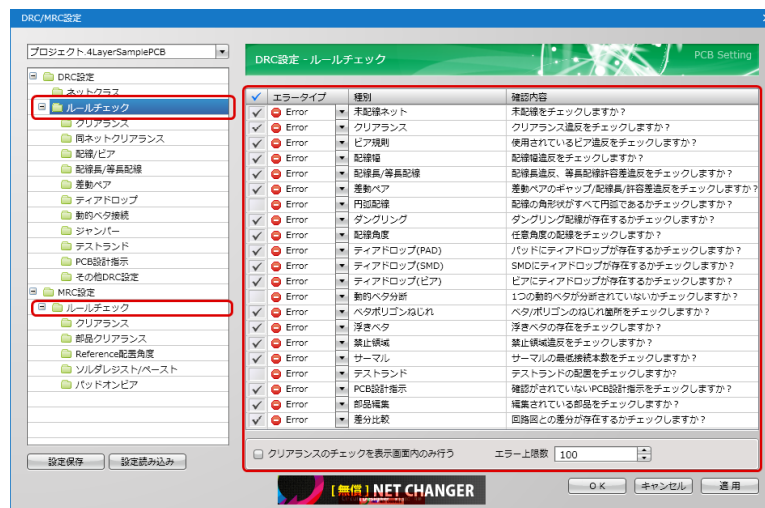 DRC/MRC設定
プロジェクト.4LayerSamplePCB
DRC設定
ネットクラス
ルールチェック
クリアランス
同ネットクリアランス
配線/ビア
配線長/等長配線
差動ペア
ティアドロップ
動的ベタ接続
ジャンパー
テストランド
PCB設計指示
その他DRC設定
MRC設定
ルールチェック
クリアランス
部品クリアランス
Reference配置角度
ソルダレジスト/ペースト
パッドオンビア
設定保存 設定読み込み
DRC設定 - ルールチェック PCB Setting
エラータイプ 種別 確認内容
Error 未配線ネット 未配線をチェックしますか？
Error クリアランス クリアランス違反をチェックしますか？
Error ビア規則 使用されているビア違反をチェックしますか？
Error 配線幅 配線幅違反をチェックしますか？
Error 配線長/等長配線 配線長違反、等長配線許容差違反をチェックしますか？
Error 差動ペア 差動ペアのギャップ/配線長/許容差違反をチェックしますか？
Error 円弧配線 配線の角形状がすべて円弧であるかチェックしますか？
Error ダングリング ダングリング配線が存在するかチェックしますか？
Error 配線角度 任意角度の配線をチェックしますか？
Error ティアドロップ(PAD) パッドにティアドロップが存在するかチェックしますか？
Error ティアドロップ(SMD) SMDにティアドロップが存在するかチェックしますか？
Error ティアドロップ(ビア) ビアにティアドロップが存在するかチェックしますか？
Error 動的ベタ分断 1つの動的ベタが分断されていないかチェックしますか？
Error ベタポリゴンねじれ ベタ/ポリゴンのねじれ箇所をチェックしますか？
Error 浮きベタ 浮きベタの存在をチェックしますか？
Error 禁止領域 禁止領域違反をチェックしますか？
Error サーマル サーマルの最低接続本数をチェックしますか？
Error テストランド テストランドの配置をチェックしますか?
Error PCB設計指示 確認がされていないPCB設計指示をチェックしますか？
Error 部品編集 編集されている部品をチェックしますか？
Error 差分比較 回路図との差分が存在するかチェックしますか？
クリアランスのチェックを表示画面内のみ行う エラー上限数 100
[無償] NET CHANGER
OK キャンセル 適用